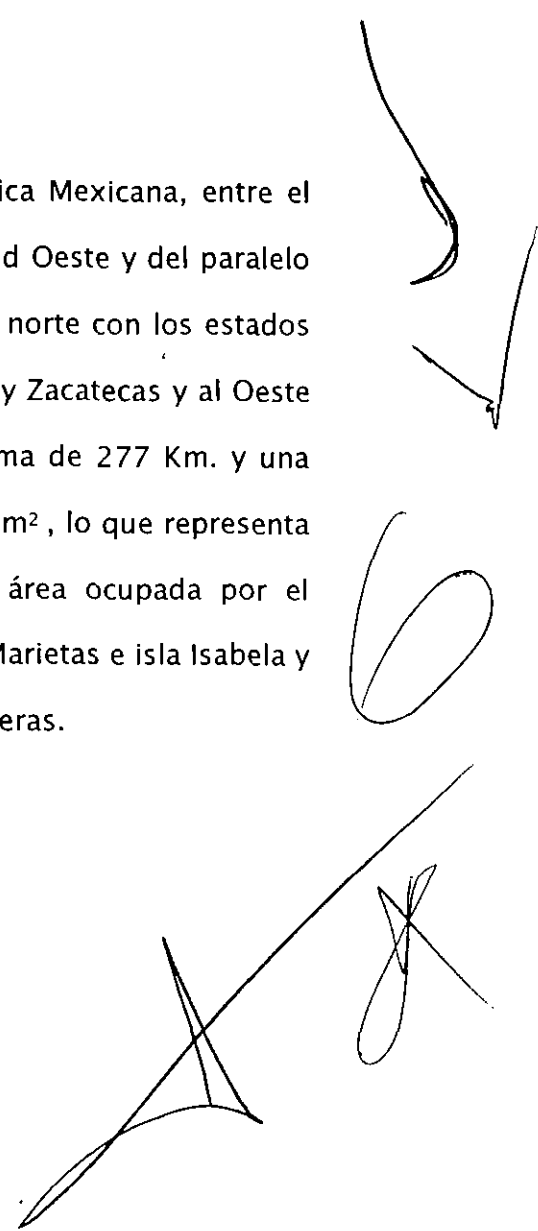 ica Mexicana, entre el
d Oeste y del paralelo
norte con los estados
y Zacatecas y al Oeste
ma de 277 Km. y una
m², lo que representa
área ocupada por el
Marietas e isla Isabela y
eras.